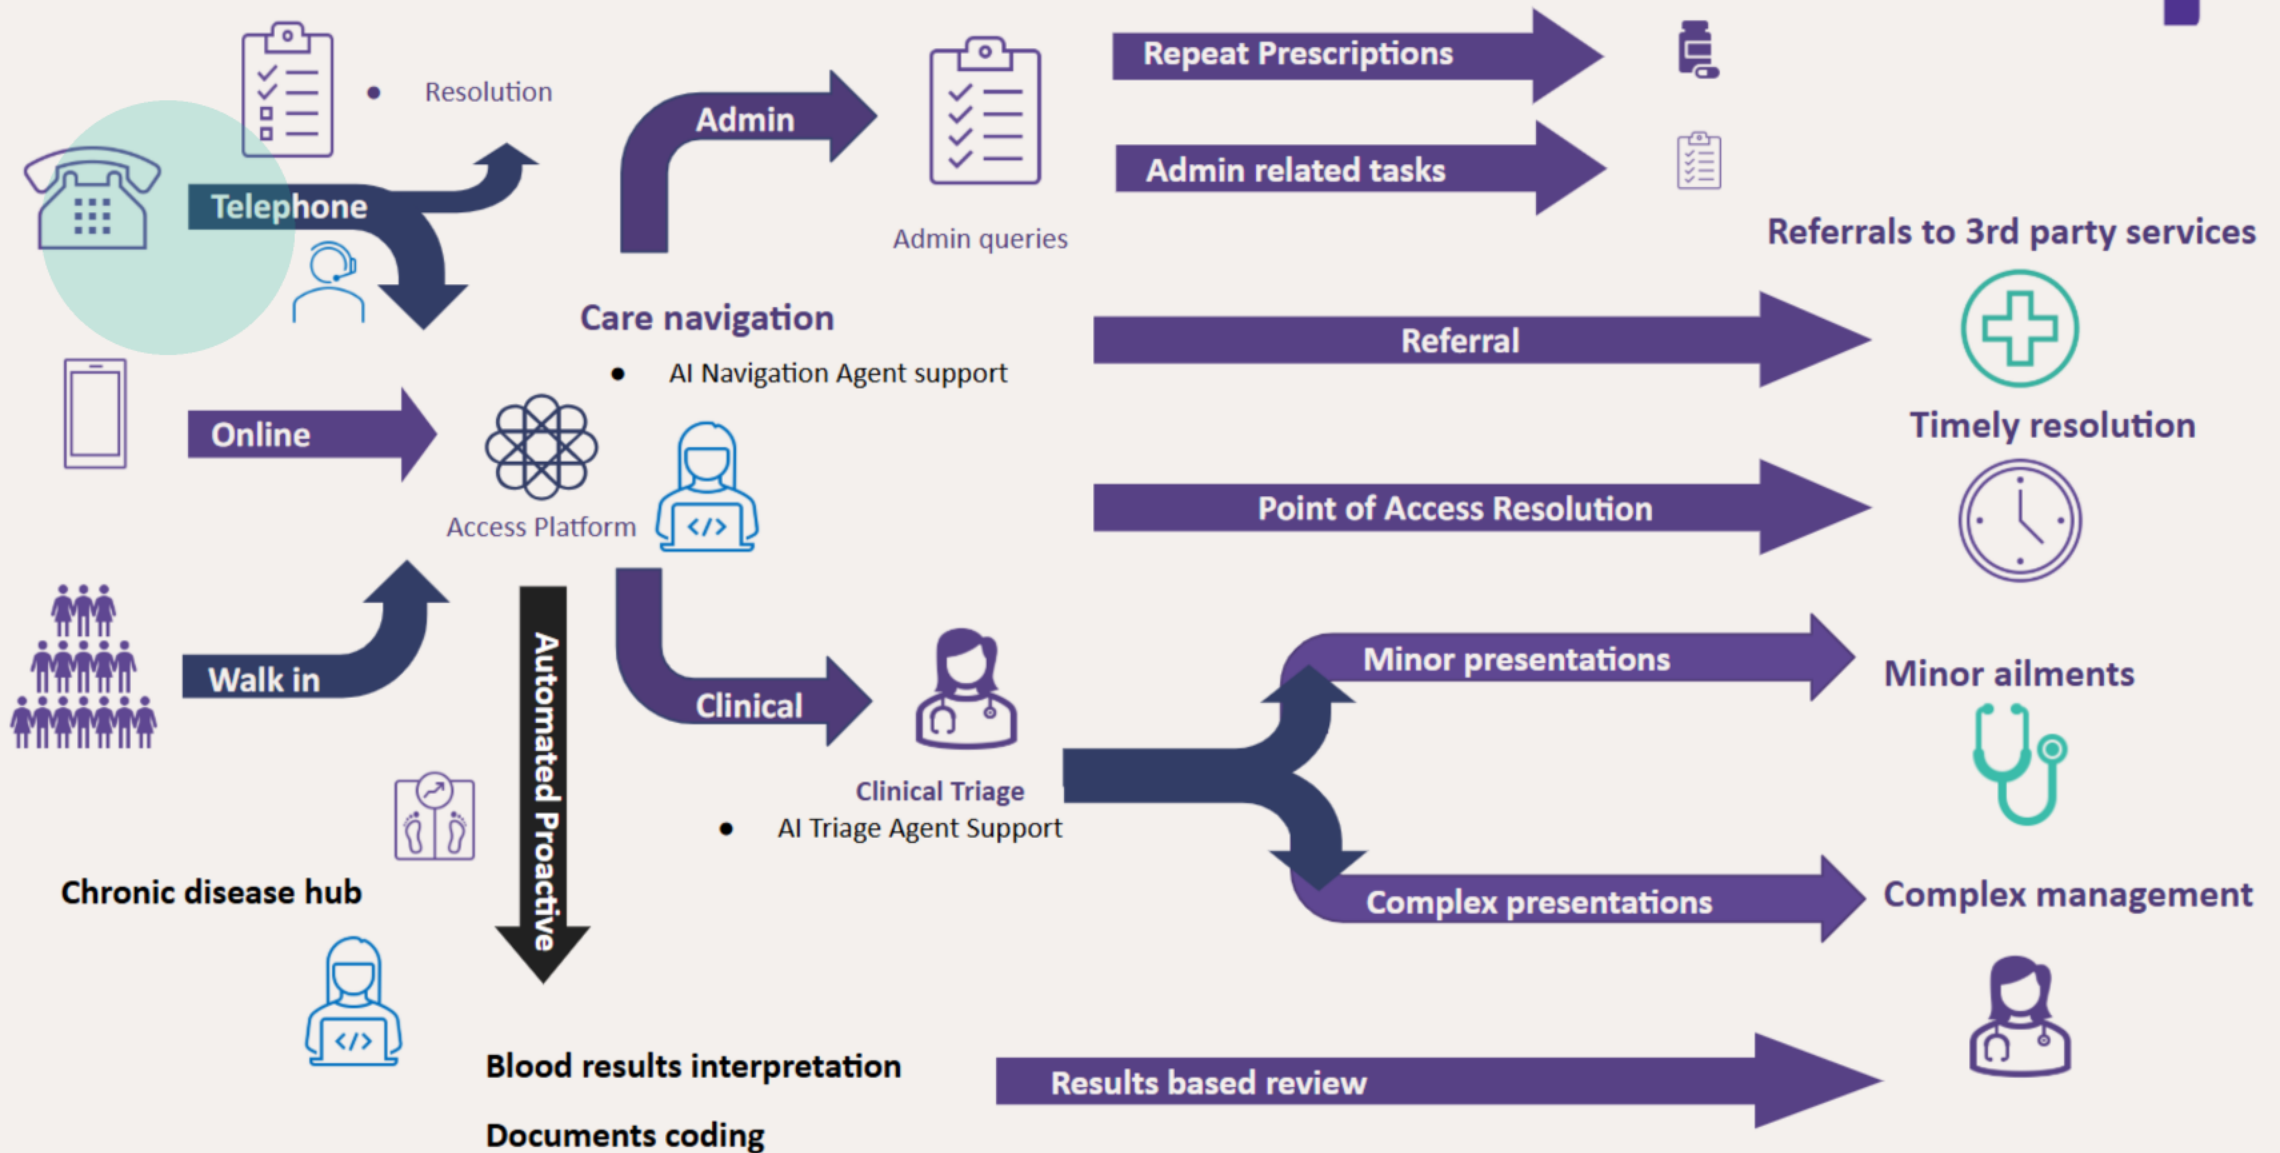 Repeat Prescriptions
• Resolution
Admin
Admin related tasks
Telephone
Admin queries
Referrals to 3rd party services
Care navigation
Referral
• AI Navigation Agent support
Online
Timely resolution
Access Platform
</>
Point of Access Resolution
Walk in
Automated Proactive
Clinical
Minor presentations
Minor ailments
Clinical Triage
• AI Triage Agent Support
Chronic disease hub
Complex presentations
Complex management
</>
Blood results interpretation
Results based review
Documents coding